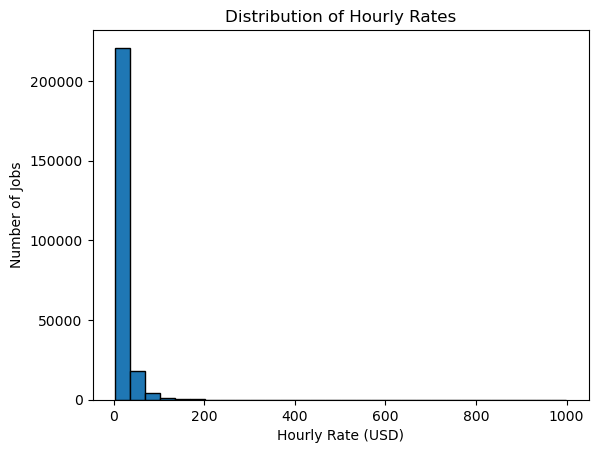 Distribution of Hourly Rates
Number of Jobs
200000
150000
100000
50000
0
0 200 400 600 800 1000
Hourly Rate (USD)